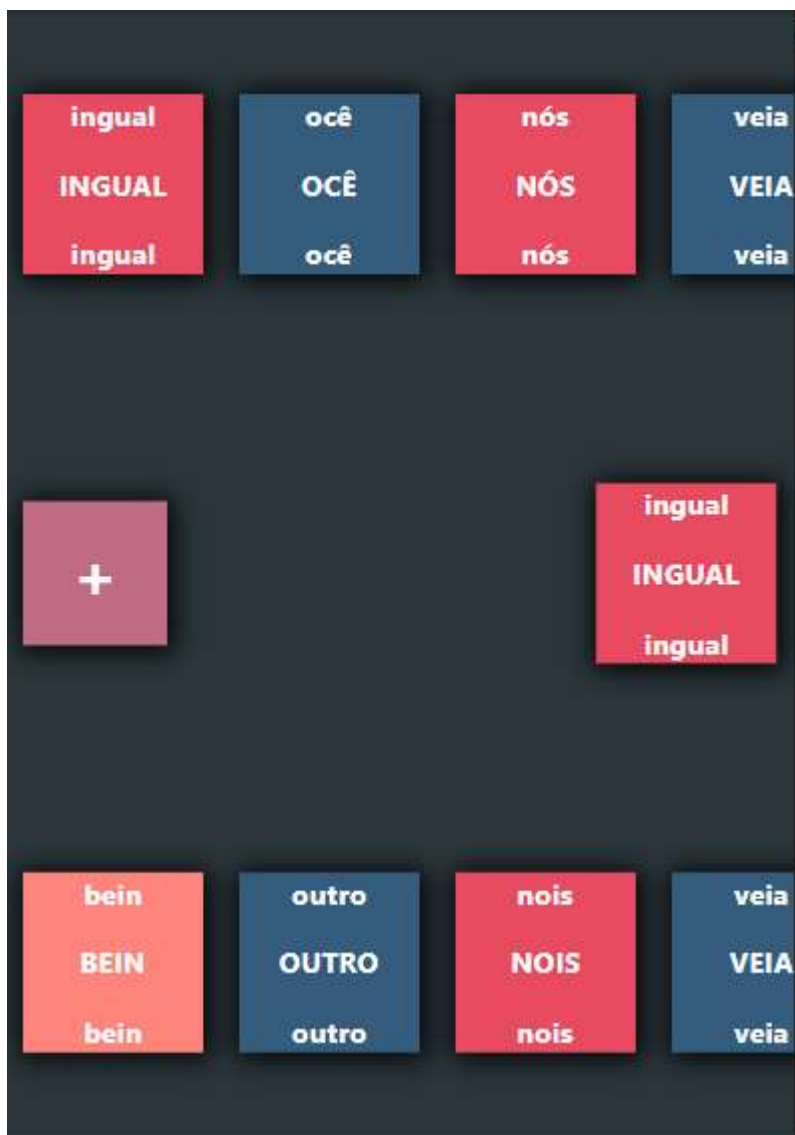 ingual ocê nós veia
INGUAL OCÊ NÓS VEIA
ingual ocê nós veia
ingual
+ INGUAL
ingual
bein outro nois veia
BEIN OUTRO NOIS VEIA
bein outro nois veia